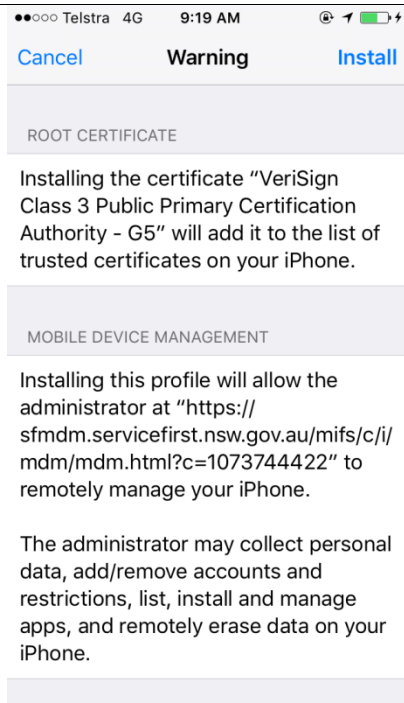 Telstra 4G 9:19 AM
Cancel Warning Install
ROOT CERTIFICATE
Installing the certificate “VeriSign
Class 3 Public Primary Certification
Authority - G5” will add it to the list of
trusted certificates on your iPhone.
MOBILE DEVICE MANAGEMENT
Installing this profile will allow the
administrator at “https://
sfmdm.servicefirst.nsw.gov.au/mifs/c/i/
mdm/mdm.html?c=1073744422” to
remotely manage your iPhone.
The administrator may collect personal
data, add/remove accounts and
restrictions, list, install and manage
apps, and remotely erase data on your
iPhone.